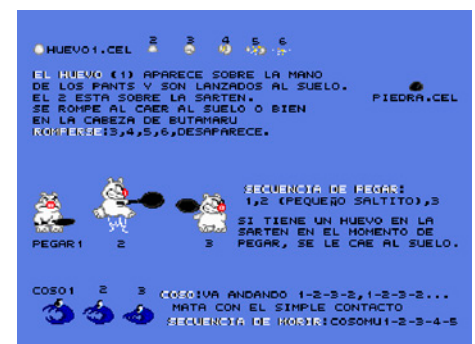 2 3 4 5 6
HUEVO1.CEL
EL HUEVO (1) APARECE SOBRE LA MANO
DE LOS PANTS Y SON LANZADOS AL SUELO.
EL 2 ESTA SOBRE LA SARTEN.
PIEDRA.CEL
SE ROMPE AL CAER AL SUELO O BIEN
EN LA CABEZA DE BUTAMARU
ROMPERSE:3,4,5,6,DESAPARECE.
SECUENCIA DE PEGAR:
1,2 (PEQUEÑO SALTITO),3
SI TIENE UN HUEVO EN LA
SARTEN EN EL MOMENTO DE
PEGAR, SE LE CAE AL SUELO.
PEGAR1 2 3
COSO1 2 3
COSO:VA ANDANDO 1-2-3-2,1-2-3-2...
MATA CON EL SIMPLE CONTACTO
SECUENCIA DE MORIR:COSOMU1-2-3-4-5